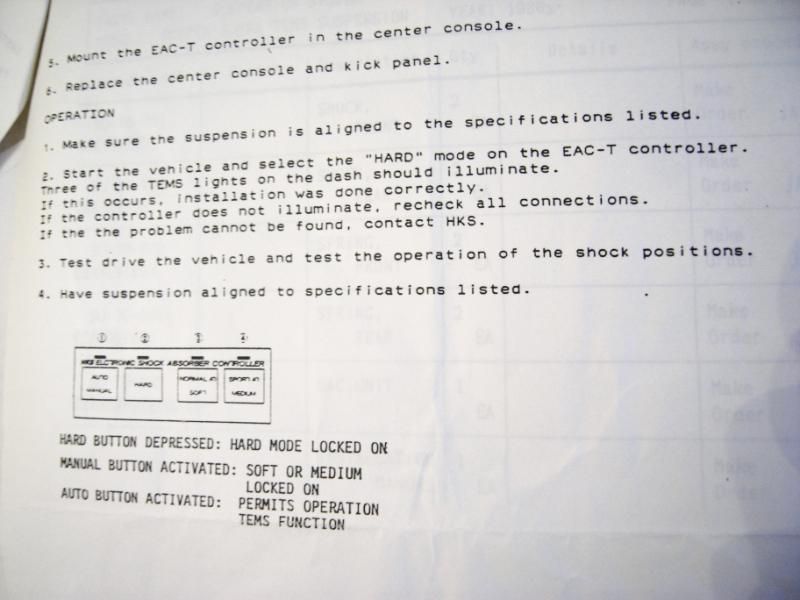 5. Mount the EAC-T controller in the center console.
6. Replace the center console and kick panel.
OPERATION
1. Make sure the suspension is aligned to the specifications listed.
2. Start the vehicle and select the "HARD" mode on the EAC-T controller.
Three of the TEMS lights on the dash should illuminate.
If this occurs, installation was done correctly.
If the controller does not illuminate, recheck all connections.
If the the problem cannot be found, contact HKS.
3. Test drive the vehicle and test the operation of the shock positions.
4. Have suspension aligned to specifications listed.
① ② ③ ④
HKS ELECTRONIC SHOCK ABSORBER CONTROLLER
AUTO
MANUAL
HARD
NORMAL
SOFT
SPORT
MEDIUM
HARD BUTTON DEPRESSED: HARD MODE LOCKED ON
MANUAL BUTTON ACTIVATED: SOFT OR MEDIUM
LOCKED ON
AUTO BUTTON ACTIVATED: PERMITS OPERATION
TEMS FUNCTION